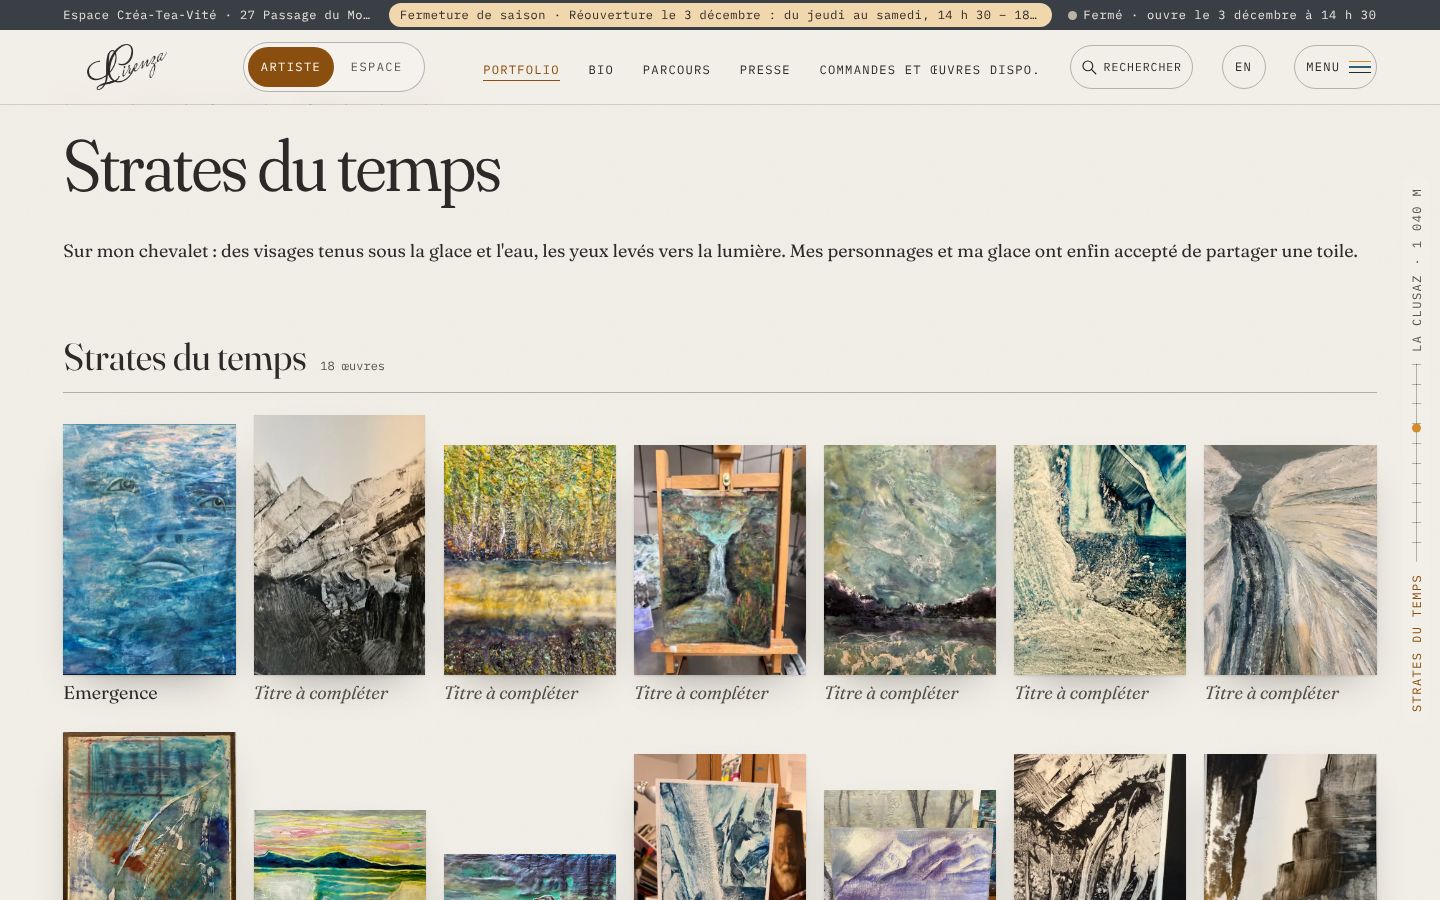 Espace Créa-Tea-Vité · 27 Passage du Mo…
Fermeture de saison · Réouverture le 3 décembre : du jeudi au samedi, 14 h 30 – 18…
Fermé · ouvre le 3 décembre à 14 h 30
Lirenza
ARTISTE
ESPACE
PORTFOLIO
BIO
PARCOURS
PRESSE
COMMANDES ET ŒUVRES DISPO.
RECHERCHER
EN
MENU
Strates du temps
Sur mon chevalet : des visages tenus sous la glace et l'eau, les yeux levés vers la lumière. Mes personnages et ma glace ont enfin accepté de partager une toile.
Strates du temps 18 œuvres
Emergence
Titre à compléter
Titre à compléter
Titre à compléter
Titre à compléter
Titre à compléter
Titre à compléter
LA CLUSAZ · 1 040 M
STRATES DU TEMPS